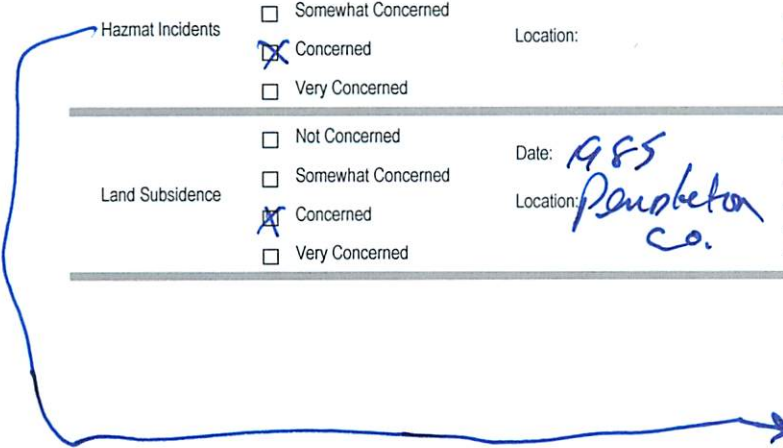 ☐ Somewhat Concerned
Hazmat Incidents
☒ Concerned
Location:
☐ Very Concerned
☐ Not Concerned
Date: 1985
☐ Somewhat Concerned
Land Subsidence
Location: Pendleton
☒ Concerned
Co.
☐ Very Concerned